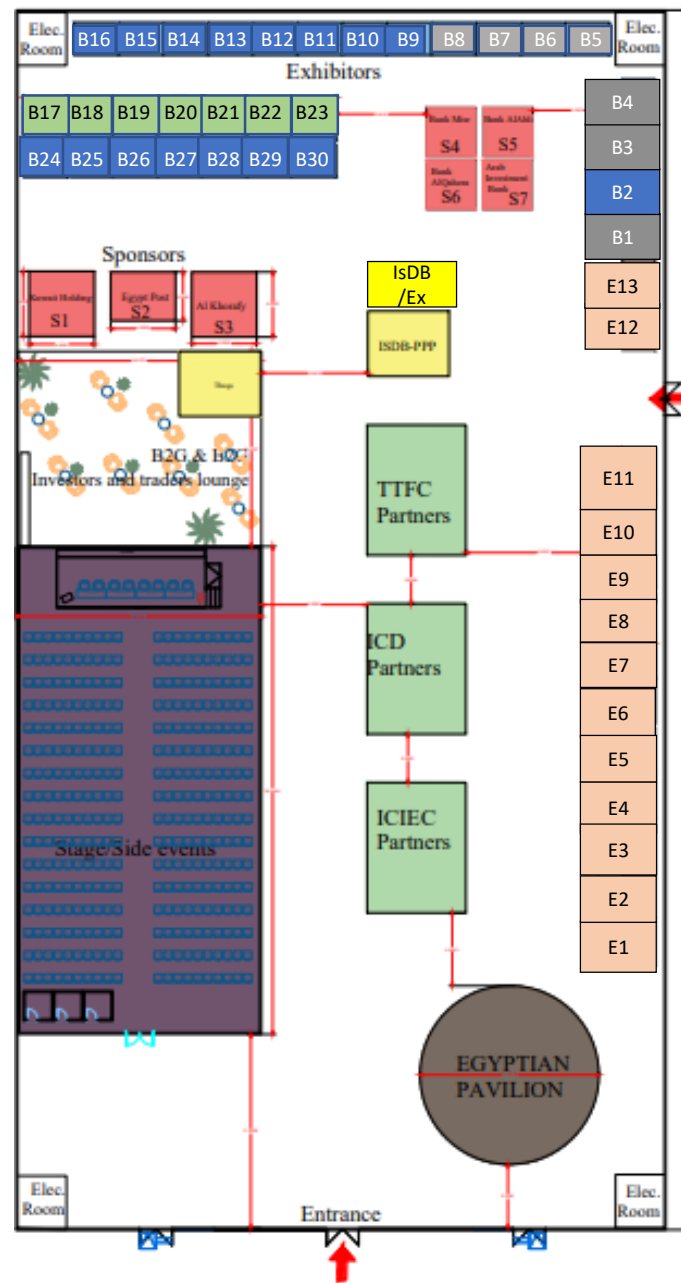 Elec.
Room
B16 B15 B14 B13 B12 B11 B10 B9 B8 B7 B6 B5
Elec.
Room
Exhibitors
B17 B18 B19 B20 B21 B22 B23
B24 B25 B26 B27 B28 B29 B30
Bank Misr
S4
Bank AlAhli
S5
Bank
AlQahera
S6
Arab
Investment
Bank
S7
B4
B3
B2
B1
Sponsors
Kuwait Holding
S1
Egypt Post
S2
Al Khorafy
S3
IsDB
/Ex
ISDB-PPP
E13
E12
B2G & B2G
Investors and traders lounge
TTFC
Partners
E11
E10
E9
E8
E7
E6
E5
E4
E3
E2
E1
ICD
Partners
ICIEC
Partners
Stage/Side events
EGYPTIAN
PAVILION
Elec.
Room
Entrance
Elec.
Room